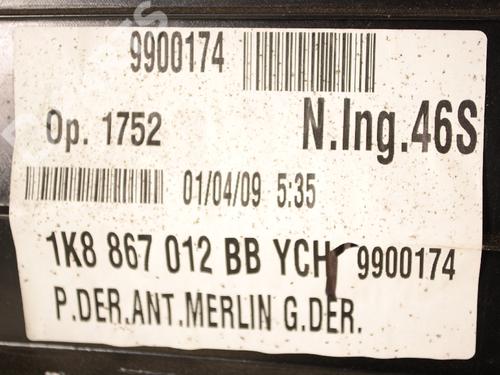 9900174
Op. 1752
N.Ing.46S
01/04/09 5:35
1K8 867 012 BB YCH 9900174
P.DER.ANT.MERLIN G.DER.